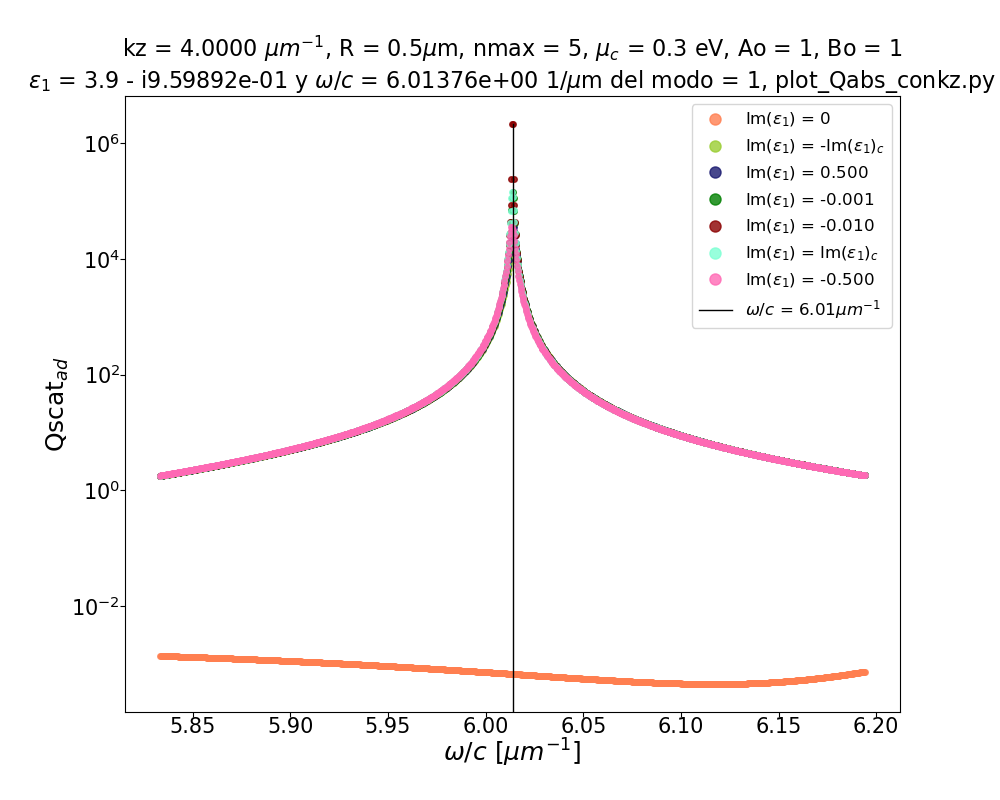 kz = 4.0000 μm⁻¹, R = 0.5μm, nmax = 5, μ_c = 0.3 eV, Ao = 1, Bo = 1
ε₁ = 3.9 - i9.59892e-01 y ω/c = 6.01376e+00 1/μm del modo = 1, plot_Qabs_conkz.py
Im(ε₁) = 0
Im(ε₁) = -Im(ε₁)_c
Im(ε₁) = 0.500
Im(ε₁) = -0.001
Im(ε₁) = -0.010
Im(ε₁) = Im(ε₁)_c
Im(ε₁) = -0.500
ω/c = 6.01μm⁻¹
Qscat_ad
10⁶
10⁴
10²
10⁰
10⁻²
5.85 5.90 5.95 6.00 6.05 6.10 6.15 6.20
ω/c [μm⁻¹]